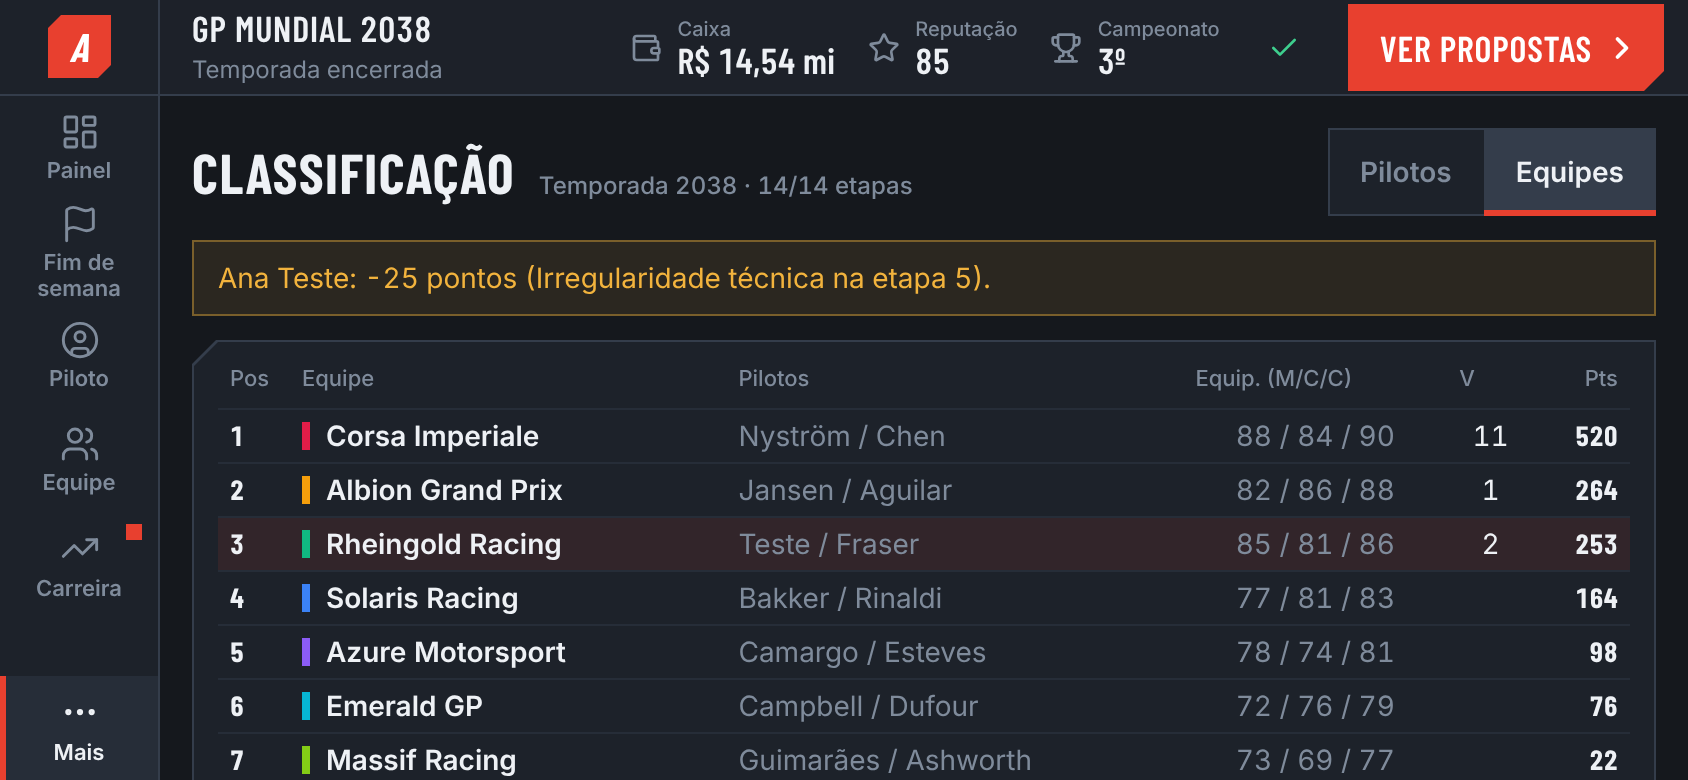 A
GP MUNDIAL 2038
Temporada encerrada
Caixa
R$ 14,54 mi
Reputação
85
Campeonato
3º
VER PROPOSTAS
Painel
Fim de
semana
Piloto
Equipe
Carreira
Mais
CLASSIFICAÇÃO Temporada 2038 · 14/14 etapas
Pilotos Equipes
Ana Teste: -25 pontos (Irregularidade técnica na etapa 5).
Pos Equipe Pilotos Equip. (M/C/C) V Pts
1 Corsa Imperiale Nyström / Chen 88 / 84 / 90 11 520
2 Albion Grand Prix Jansen / Aguilar 82 / 86 / 88 1 264
3 Rheingold Racing Teste / Fraser 85 / 81 / 86 2 253
4 Solaris Racing Bakker / Rinaldi 77 / 81 / 83 164
5 Azure Motorsport Camargo / Esteves 78 / 74 / 81 98
6 Emerald GP Campbell / Dufour 72 / 76 / 79 76
7 Massif Racing Guimarães / Ashworth 73 / 69 / 77 22